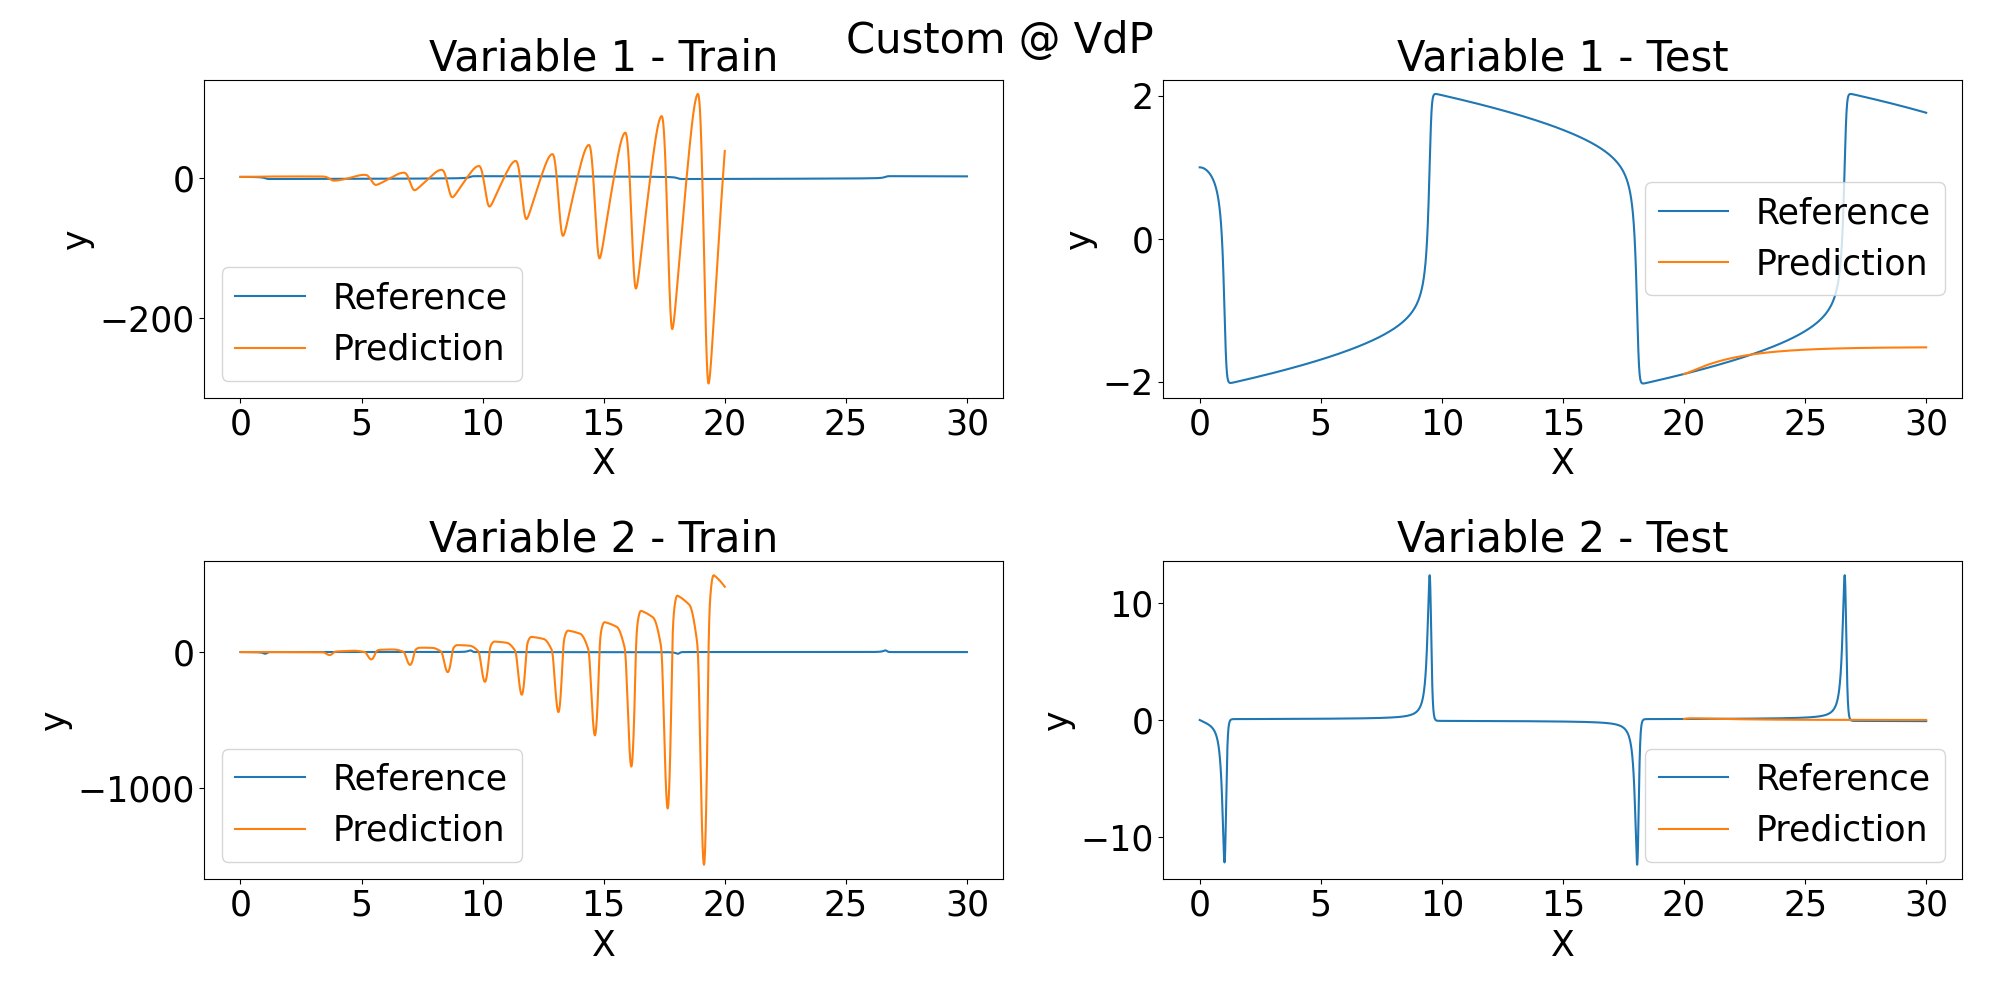 Custom @ VdP
Variable 1 - Train
y
0
−200
Reference
Prediction
0 5 10 15 20 25 30
X
Variable 1 - Test
y
2
0
−2
Reference
Prediction
0 5 10 15 20 25 30
X
Variable 2 - Train
y
0
−1000
Reference
Prediction
0 5 10 15 20 25 30
X
Variable 2 - Test
y
10
0
−10
Reference
Prediction
0 5 10 15 20 25 30
X